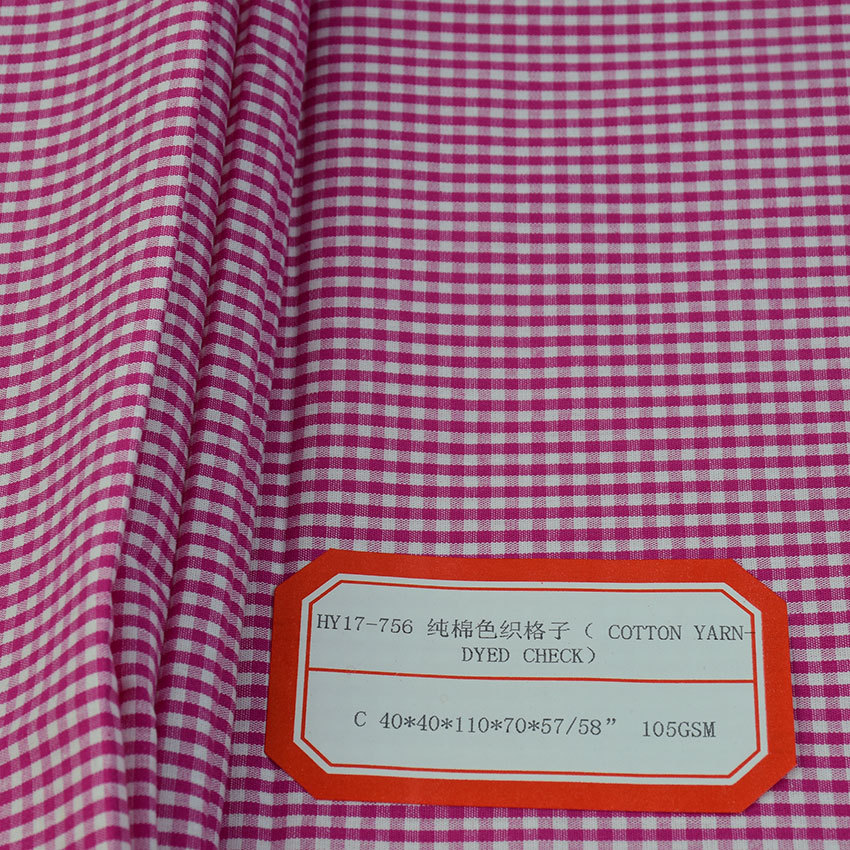 HY17-756 纯棉色织格子（ COTTON YARN-
DYED CHECK）
C 40*40*110*70*57/58” 105GSM